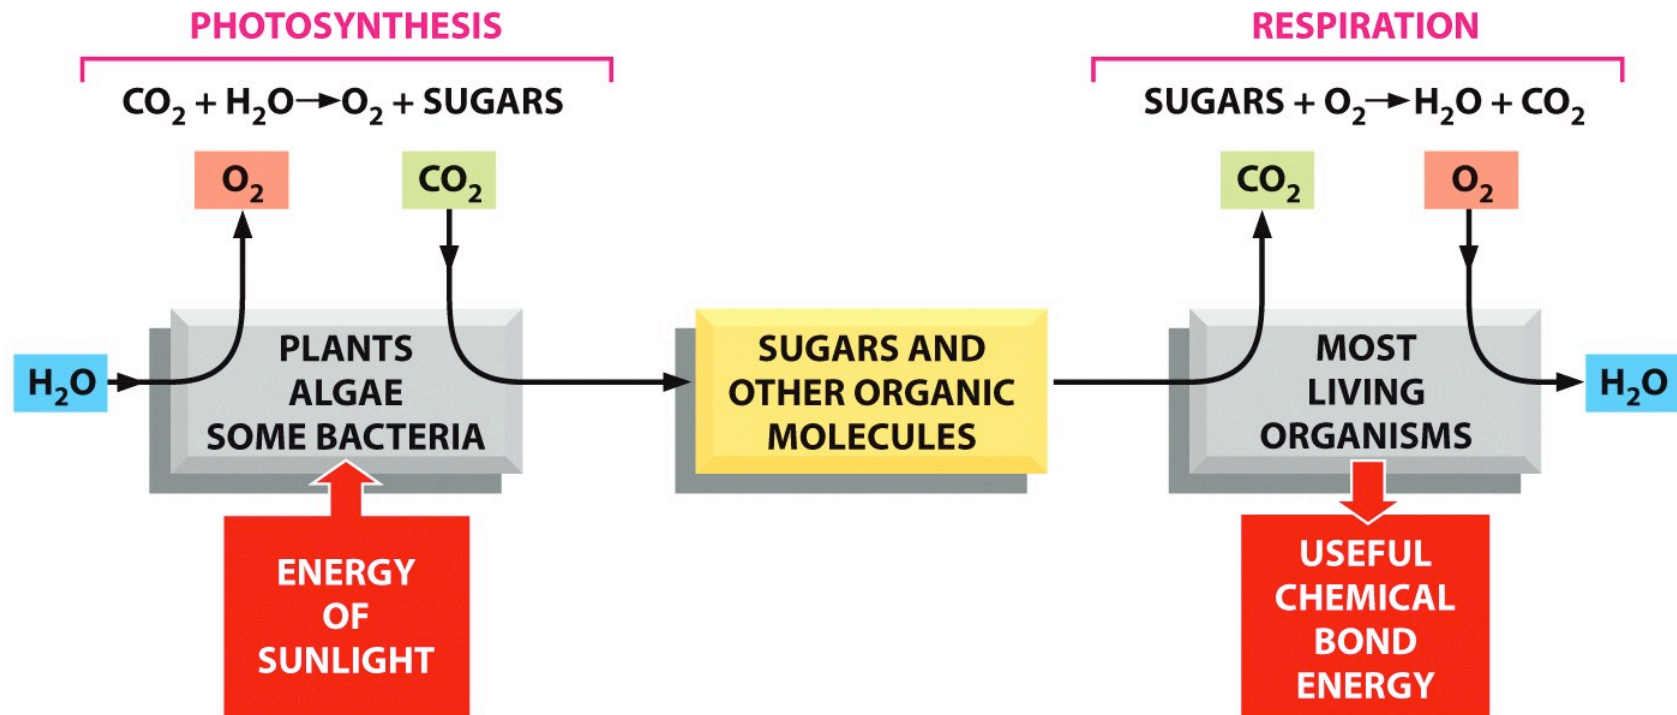 PHOTOSYNTHESIS
CO₂ + H₂O→O₂ + SUGARS
O₂
CO₂
H₂O
PLANTS
ALGAE
SOME BACTERIA
ENERGY
OF
SUNLIGHT
SUGARS AND
OTHER ORGANIC
MOLECULES
RESPIRATION
SUGARS + O₂→H₂O + CO₂
CO₂
O₂
MOST
LIVING
ORGANISMS
H₂O
USEFUL
CHEMICAL
BOND
ENERGY